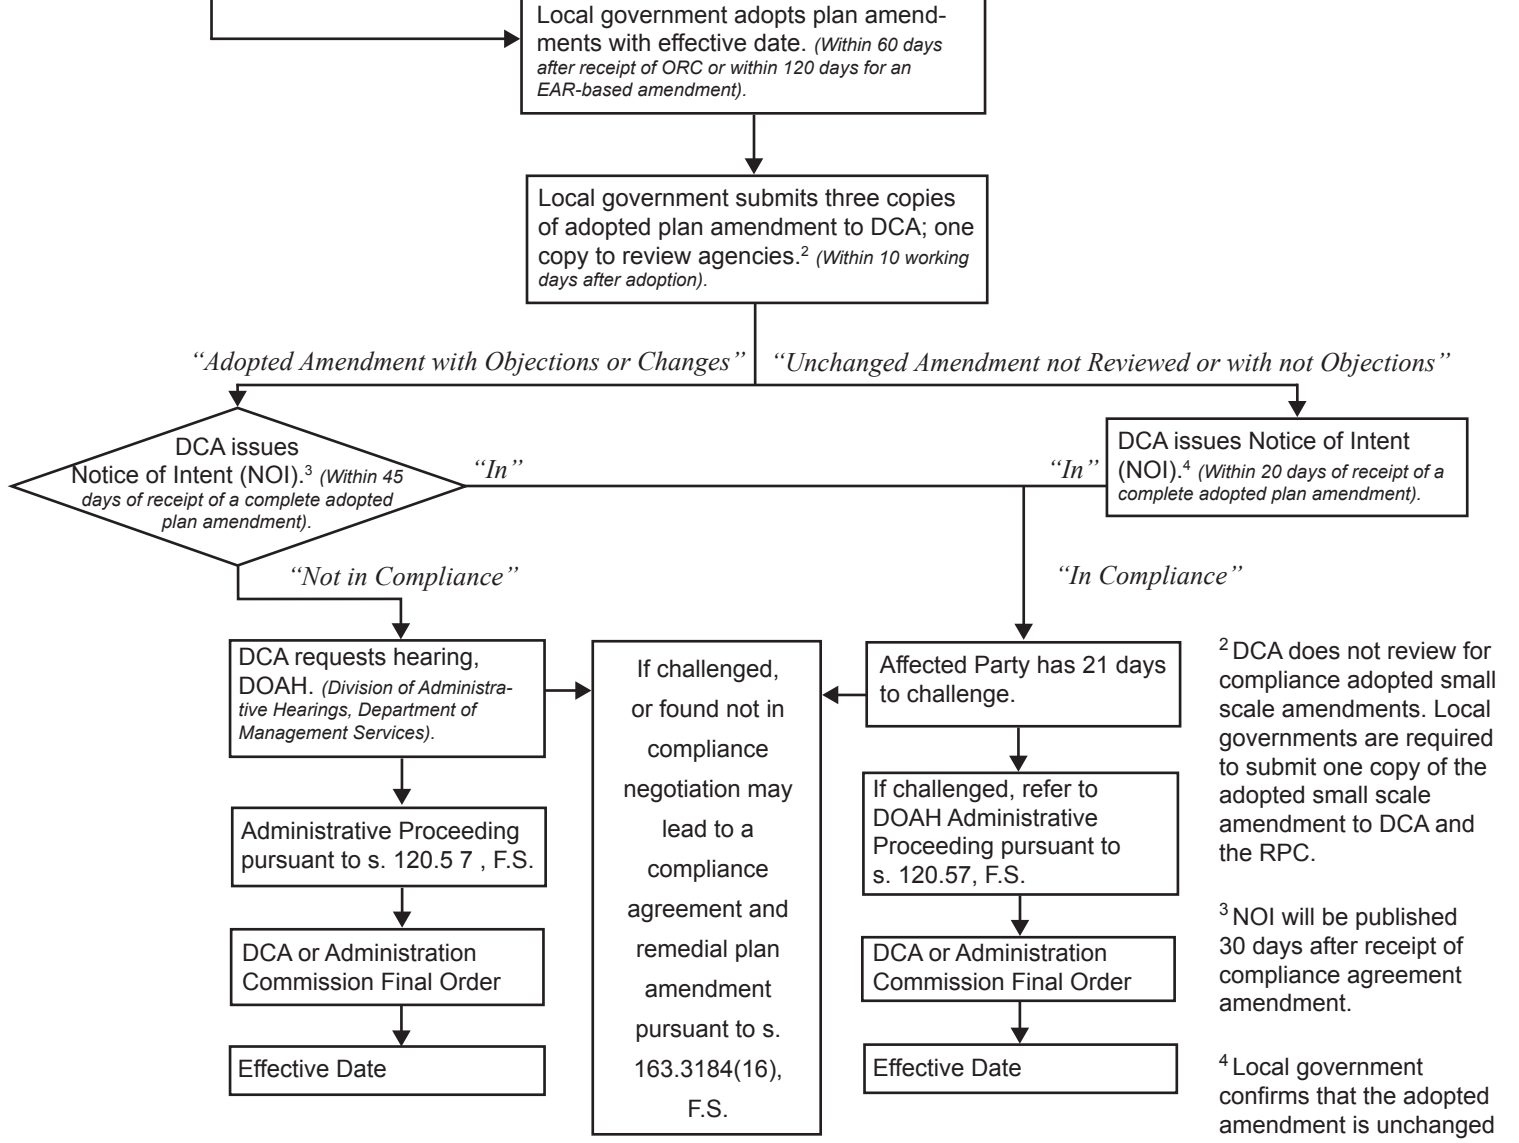 Local government adopts plan amend-
ments with effective date. (Within 60 days
after receipt of ORC or within 120 days for an
EAR-based amendment).
Local government submits three copies
of adopted plan amendment to DCA; one
copy to review agencies.2 (Within 10 working
days after adoption).
“Adopted Amendment with Objections or Changes”
“Unchanged Amendment not Reviewed or with not Objections”
DCA issues
Notice of Intent (NOI).3 (Within 45
days of receipt of a complete adopted
plan amendment).
“In”
“In”
DCA issues Notice of Intent
(NOI).4 (Within 20 days of receipt of a
complete adopted plan amendment).
“Not in Compliance”
“In Compliance”
DCA requests hearing,
DOAH. (Division of Administra-
tive Hearings, Department of
Management Services).
Administrative Proceeding
pursuant to s. 120.5 7 , F.S.
DCA or Administration
Commission Final Order
Effective Date
If challenged,
or found not in
compliance
negotiation may
lead to a
compliance
agreement and
remedial plan
amendment
pursuant to s.
163.3184(16),
F.S.
Affected Party has 21 days
to challenge.
If challenged, refer to
DOAH Administrative
Proceeding pursuant to
s. 120.57, F.S.
DCA or Administration
Commission Final Order
Effective Date
2 DCA does not review for
compliance adopted small
scale amendments. Local
governments are required
to submit one copy of the
adopted small scale
amendment to DCA and
the RPC.
3 NOI will be published
30 days after receipt of
compliance agreement
amendment.
4 Local government
confirms that the adopted
amendment is unchanged